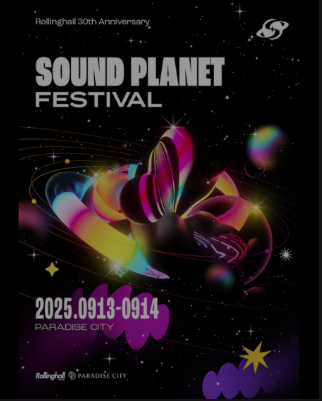 Rollinghall 30th Anniversary
SOUND PLANET
FESTIVAL
2025.0913-0914
PARADISE CITY
Rollinghall PARADISE CITY